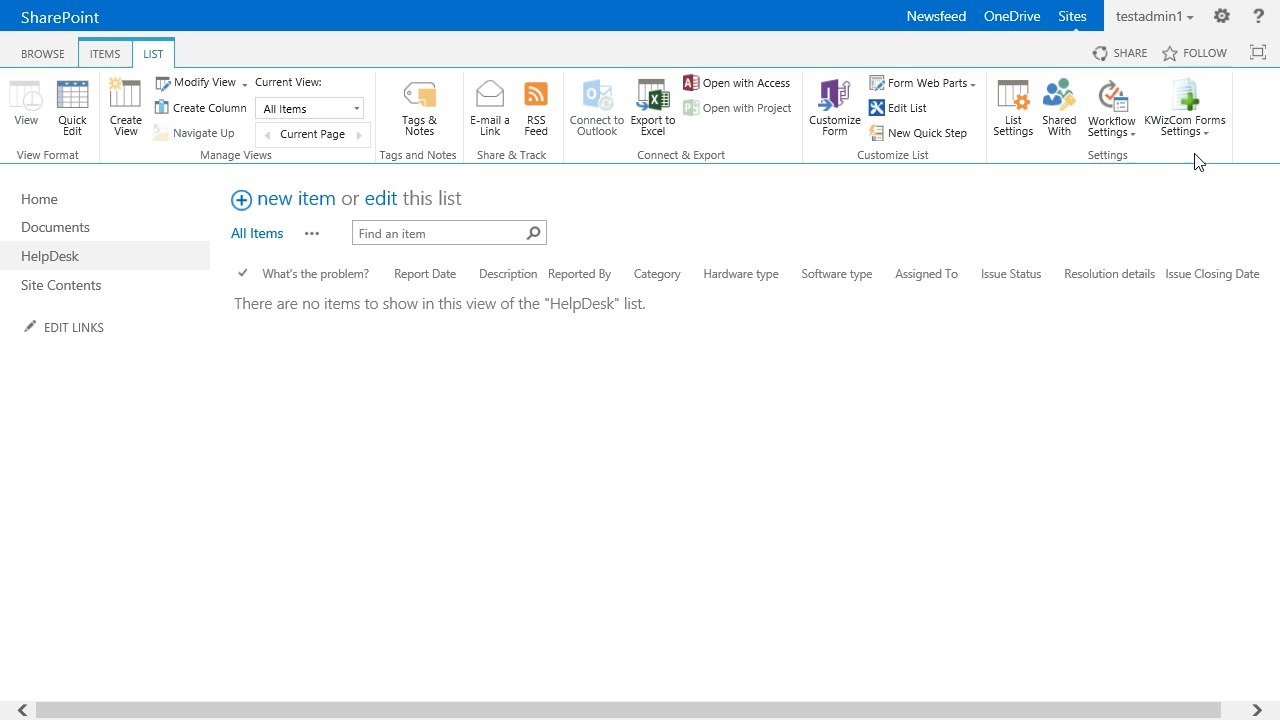 SharePoint
Newsfeed OneDrive Sites testadmin1 ?
BROWSE ITEMS LIST SHARE FOLLOW
View
Quick Edit
View Format
Create View
Modify View
Create Column
Navigate Up
Current View:
All Items
Current Page
Manage Views
Tags & Notes
Tags and Notes
E-mail a Link
RSS Feed
Share & Track
Connect to Outlook
Export to Excel
Open with Access
Open with Project
Connect & Export
Customize Form
Form Web Parts
Edit List
New Quick Step
Customize List
List Settings
Shared With
Workflow Settings
KWizCom Forms Settings
Settings
Home
Documents
HelpDesk
Site Contents
EDIT LINKS
new item or edit this list
All Items ... Find an item
What's the problem? Report Date Description Reported By Category Hardware type Software type Assigned To Issue Status Resolution details Issue Closing Date
There are no items to show in this view of the "HelpDesk" list.